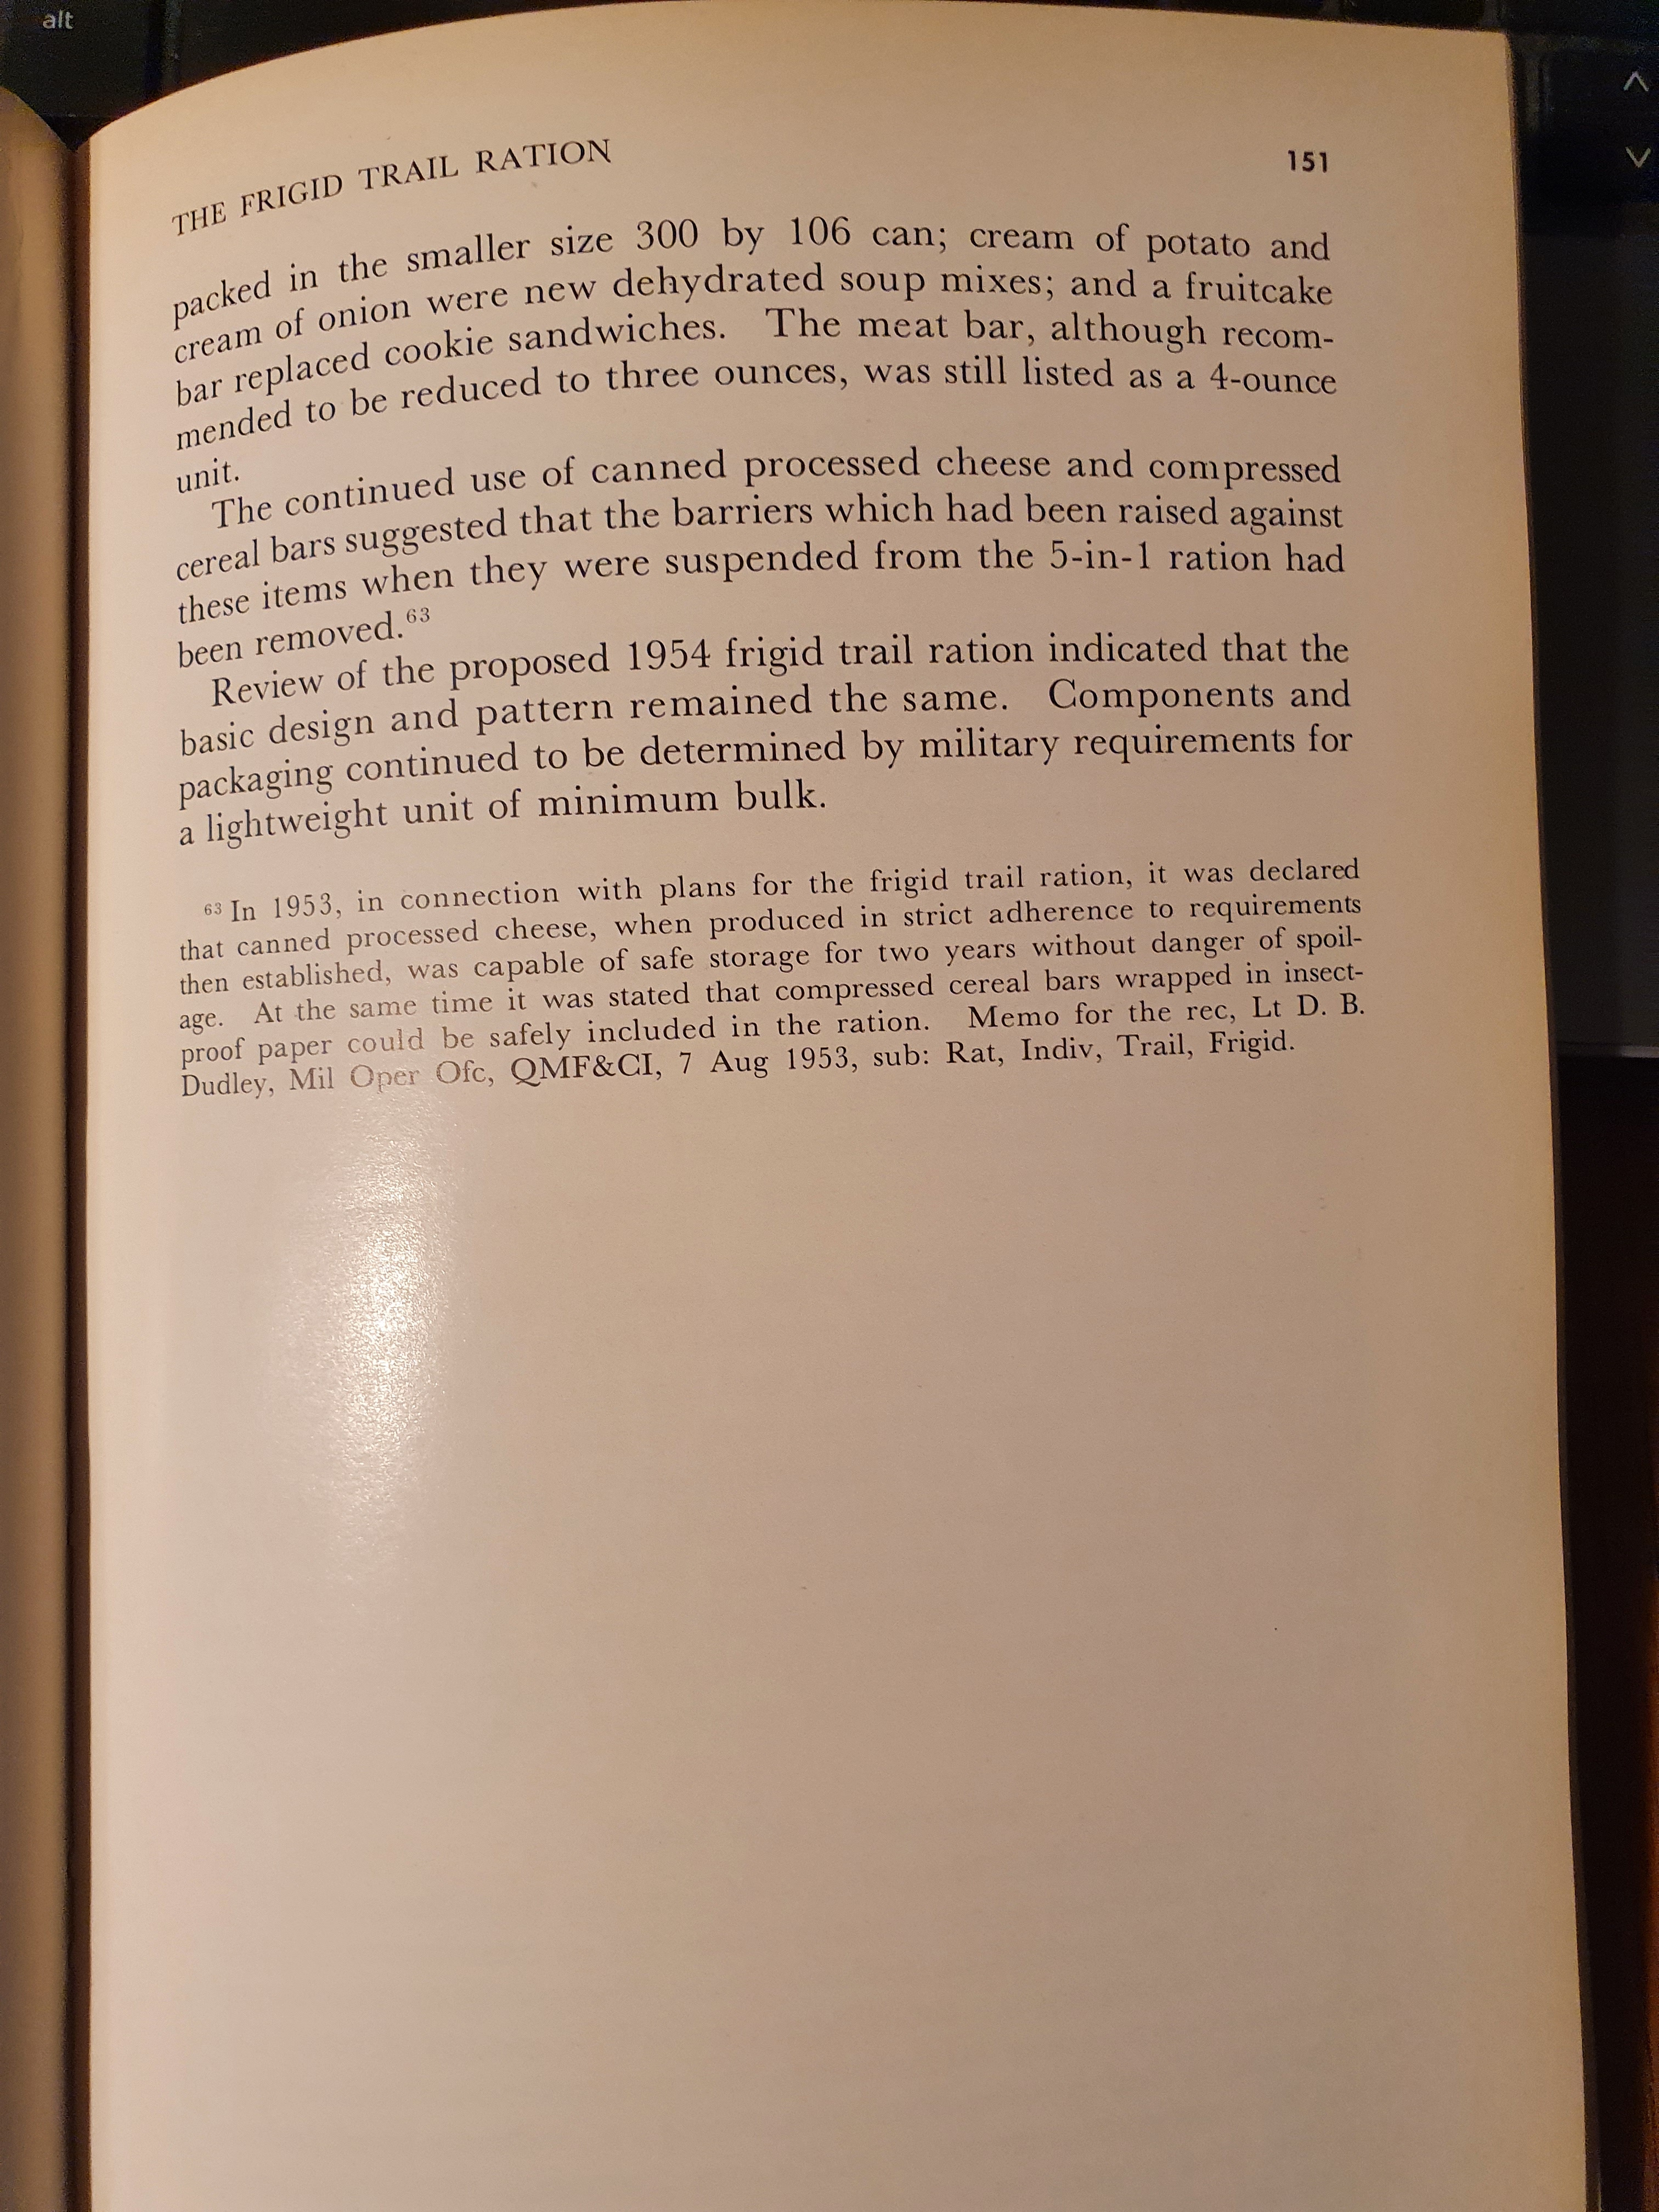 alt
THE FRIGID TRAIL RATION 151
packed in the smaller size 300 by 106 can; cream of potato and
cream of onion were new dehydrated soup mixes; and a fruitcake
bar replaced cookie sandwiches. The meat bar, although recom-
mended to be reduced to three ounces, was still listed as a 4-ounce
unit.
The continued use of canned processed cheese and compressed
cereal bars suggested that the barriers which had been raised against
these items when they were suspended from the 5-in-1 ration had
been removed.⁶³
Review of the proposed 1954 frigid trail ration indicated that the
basic design and pattern remained the same. Components and
packaging continued to be determined by military requirements for
a lightweight unit of minimum bulk.
⁶³ In 1953, in connection with plans for the frigid trail ration, it was declared
that canned processed cheese, when produced in strict adherence to requirements
then established, was capable of safe storage for two years without danger of spoil-
age. At the same time it was stated that compressed cereal bars wrapped in insect-
proof paper could be safely included in the ration. Memo for the rec, Lt D. B.
Dudley, Mil Oper Ofc, QMF&CI, 7 Aug 1953, sub: Rat, Indiv, Trail, Frigid.